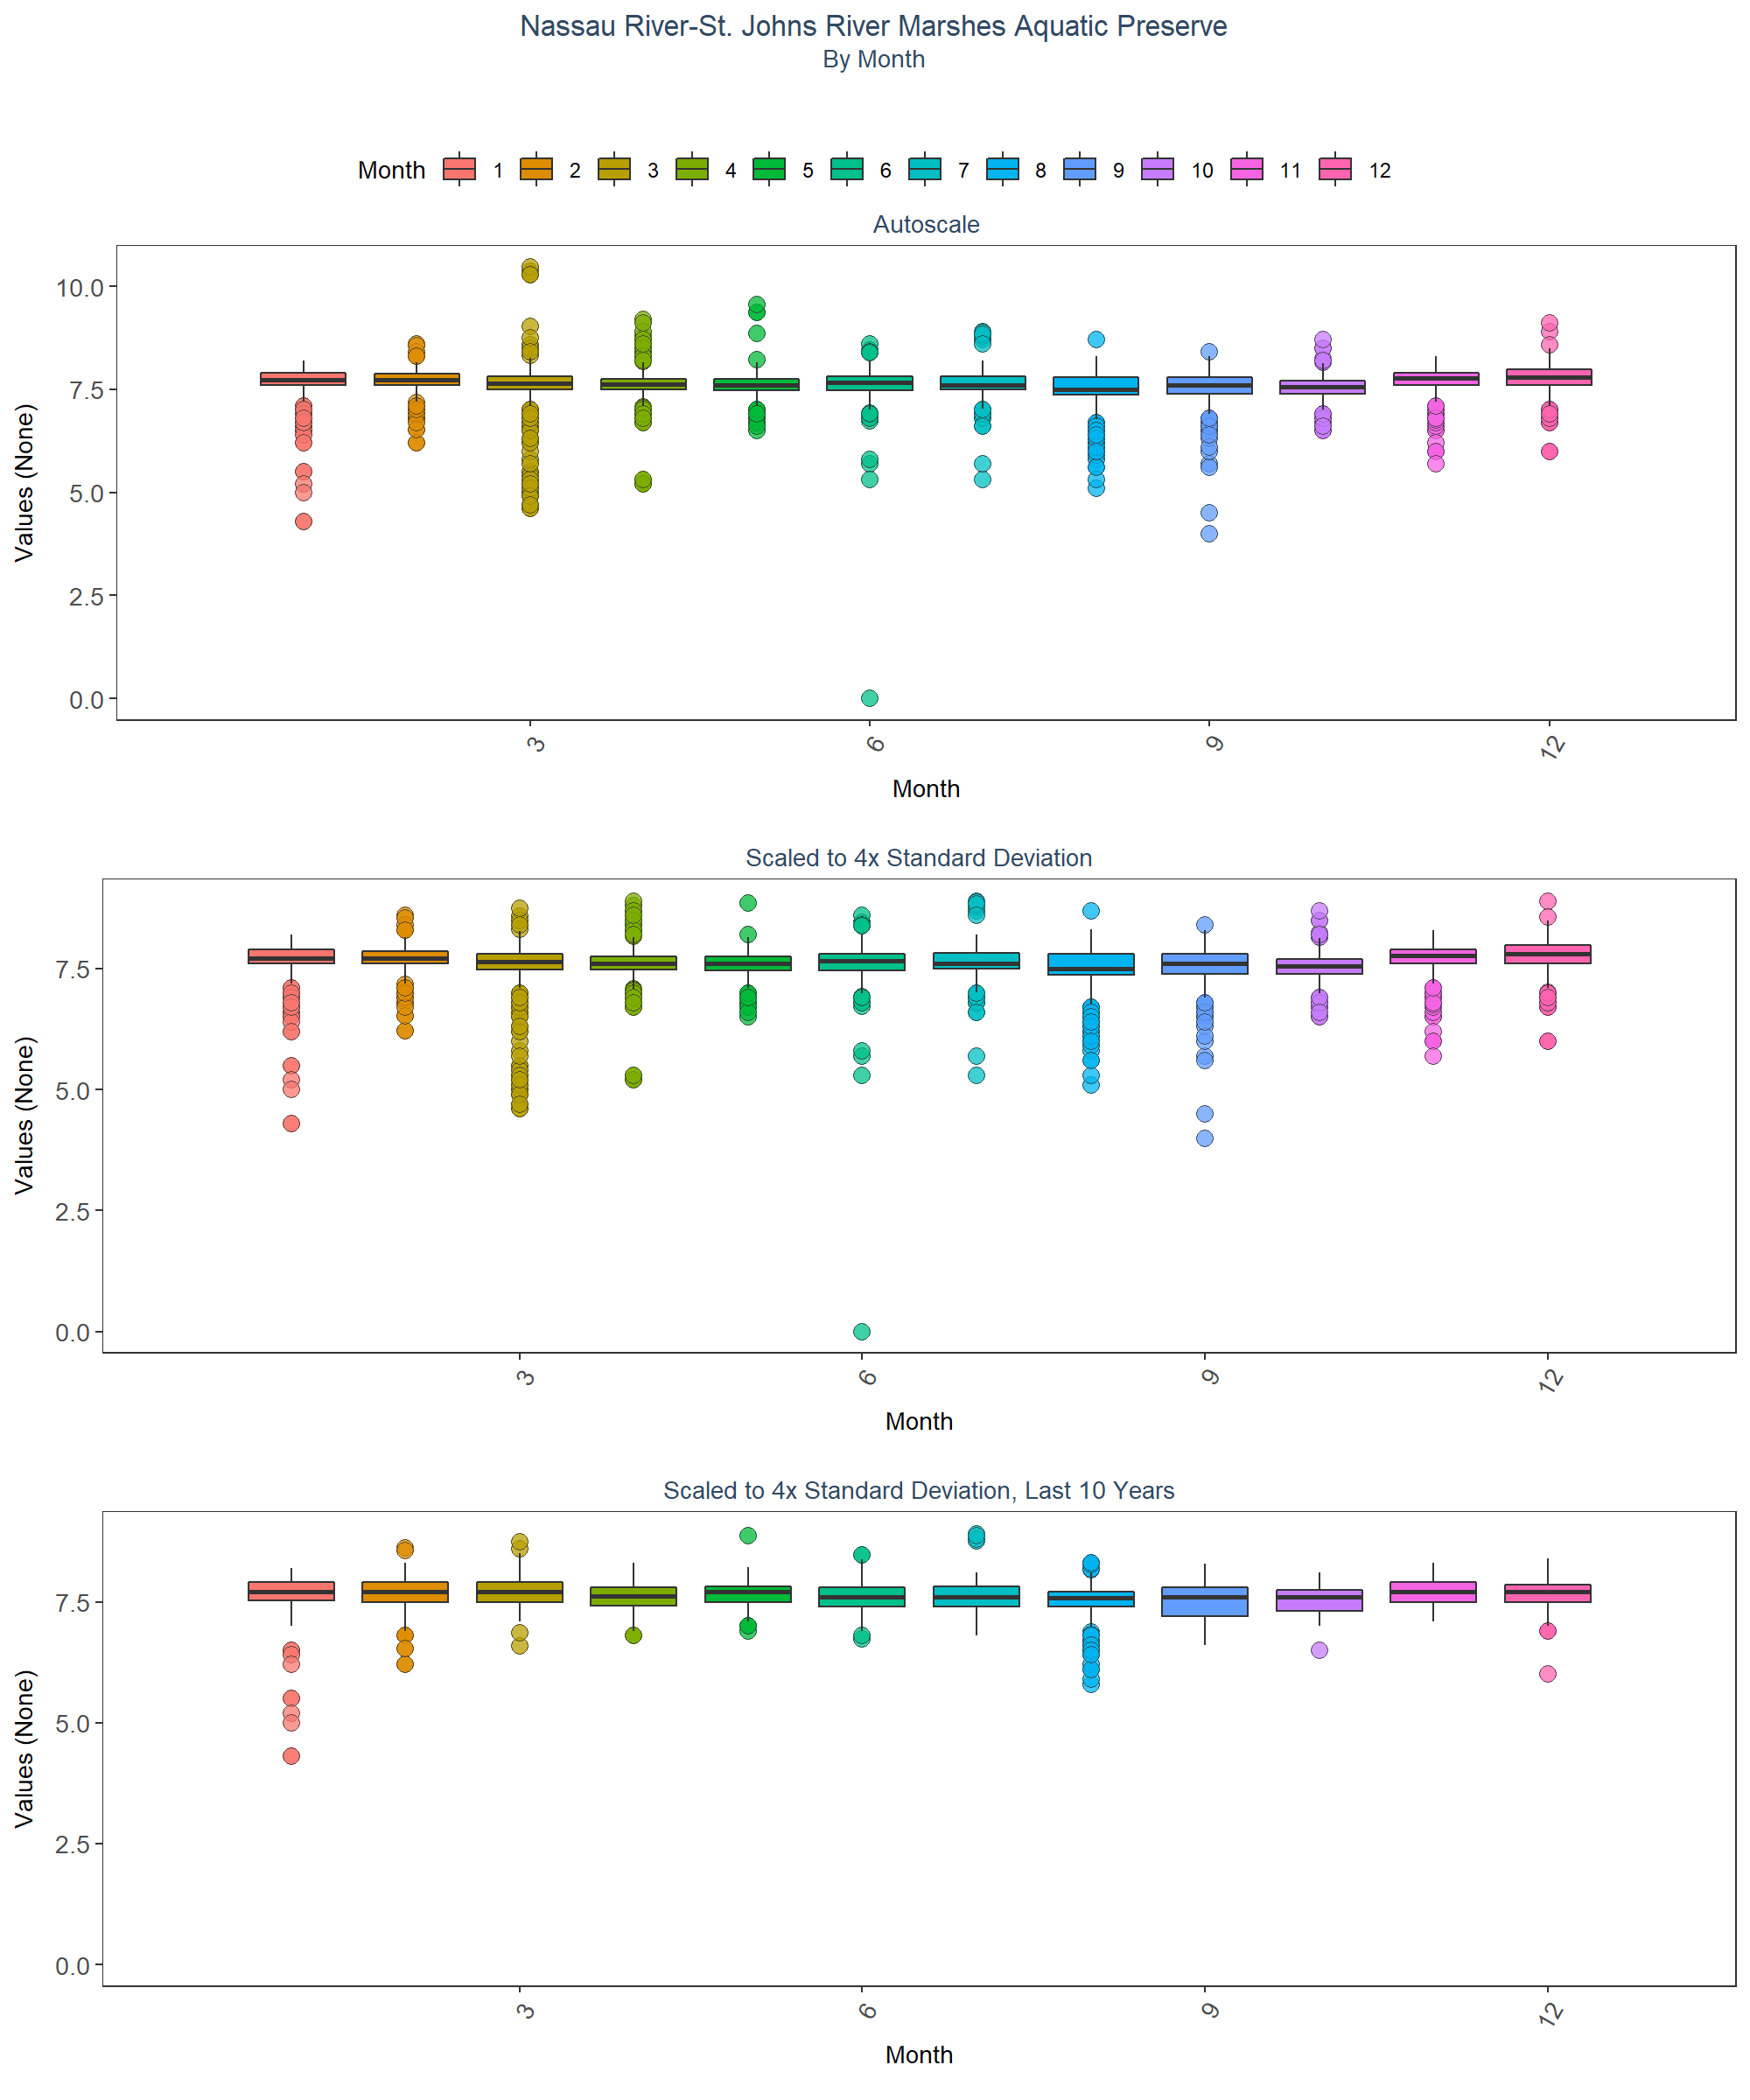 Nassau River-St. Johns River Marshes Aquatic Preserve
By Month
Month 1 2 3 4 5 6 7 8 9 10 11 12
Autoscale
Values (None)
10.0
7.5
5.0
2.5
0.0
3 6 9 12
Month
Scaled to 4x Standard Deviation
Values (None)
7.5
5.0
2.5
0.0
3 6 9 12
Month
Scaled to 4x Standard Deviation, Last 10 Years
Values (None)
7.5
5.0
2.5
0.0
3 6 9 12
Month